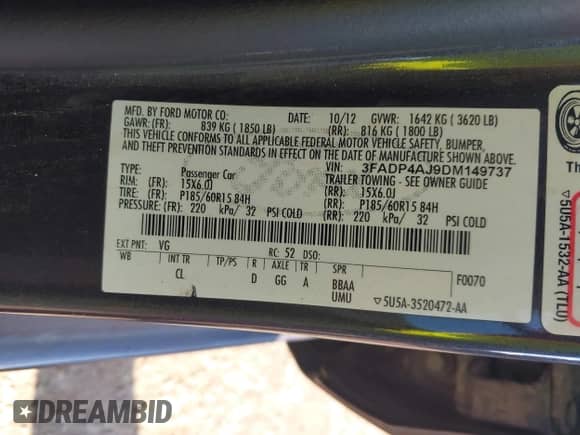 MFD. BY FORD MOTOR CO: DATE: 10/12 GVWR: 1642 KG ( 3620 LB)
GAWR: (FR): 839 KG ( 1850 LB) (RR): 816 KG ( 1800 LB)
THIS VEHICLE CONFORMS TO ALL APPLICABLE FEDERAL MOTOR VEHICLE SAFETY, BUMPER,
AND THEFT PREVENTION STANDARDS IN EFFECT ON THE DATE OF MANUFACTURE SHOWN ABOVE.
VIN: 3FADP4AJ9DM149737
TYPE: Passenger Car TRAILER TOWING - SEE OWNER GUIDE
RIM: (FR): 15X6.0J (RR): 15X6.0J
TIRE: (FR): P185/60R15 84H (RR): P185/60R15 84H
(FR): 220 kPa/ 32 PSI COLD (RR): 220 kPa/ 32 PSI COLD
EXT PNT: VG RC: 52 DSO: F0070
WB INT TR TP/PS R AXLE TR SPR
CL D GG A BBAA
UMU 5U5A-3520472-AA
5U5A-1532-AA (TLO)
DREAMBID